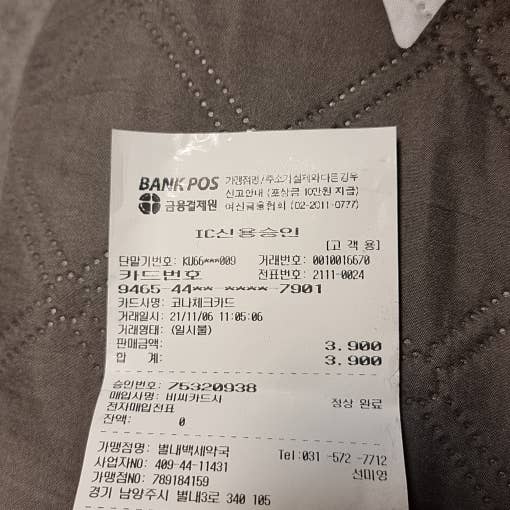 BANK POS
금융결제원
가맹점명/주소가 실제와 다른 경우
신고안내 (포상금 10만원 지급)
여신금융협회 (02-2011-0777)
IC신용승인
[고 객 용]
단말기번호: KU66***009 거래번호: 0010016670
카드번호 전표번호: 2111-0024
9465-44**-****-7901
카드사명: 코나체크카드
거래일시: 21/11/06 11:05:06
거래형태: (일시불)
판매금액: 3,900
합 계: 3,900
승인번호: 75320938
매입사명: 비씨카드사 정상 완료
전자매입전표
잔액: 0
가맹점명: 별내백세약국 Tel:031-572-7712
사업자NO: 409-44-11431 선미영
가맹점NO: 789184159
경기 남양주시 별내3로 340 105